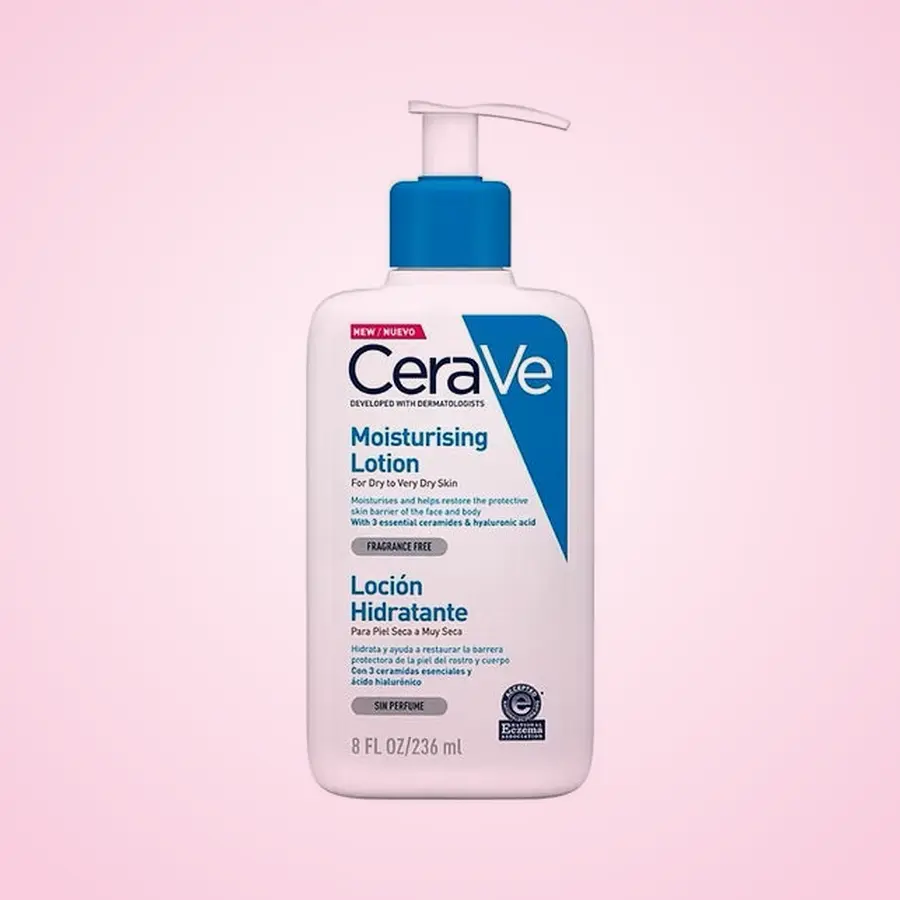 NEW / NUEVO
CeraVe
DEVELOPED WITH DERMATOLOGISTS
Moisturising
Lotion
For Dry to Very Dry Skin
Moisturises and helps restore the protective
skin barrier of the face and body
With 3 essential ceramides & hyaluronic acid
FRAGRANCE FREE
Loción
Hidratante
Para Piel Seca a Muy Seca
Hidrata y ayuda a restaurar la barrera
protectora de la piel del rostro y cuerpo
Con 3 ceramidas esenciales y
ácido hialurónico
SIN PERFUME
ACCEPTED
e
NATIONAL
Eczema
ASSOCIATION
8 FL OZ/236 ml